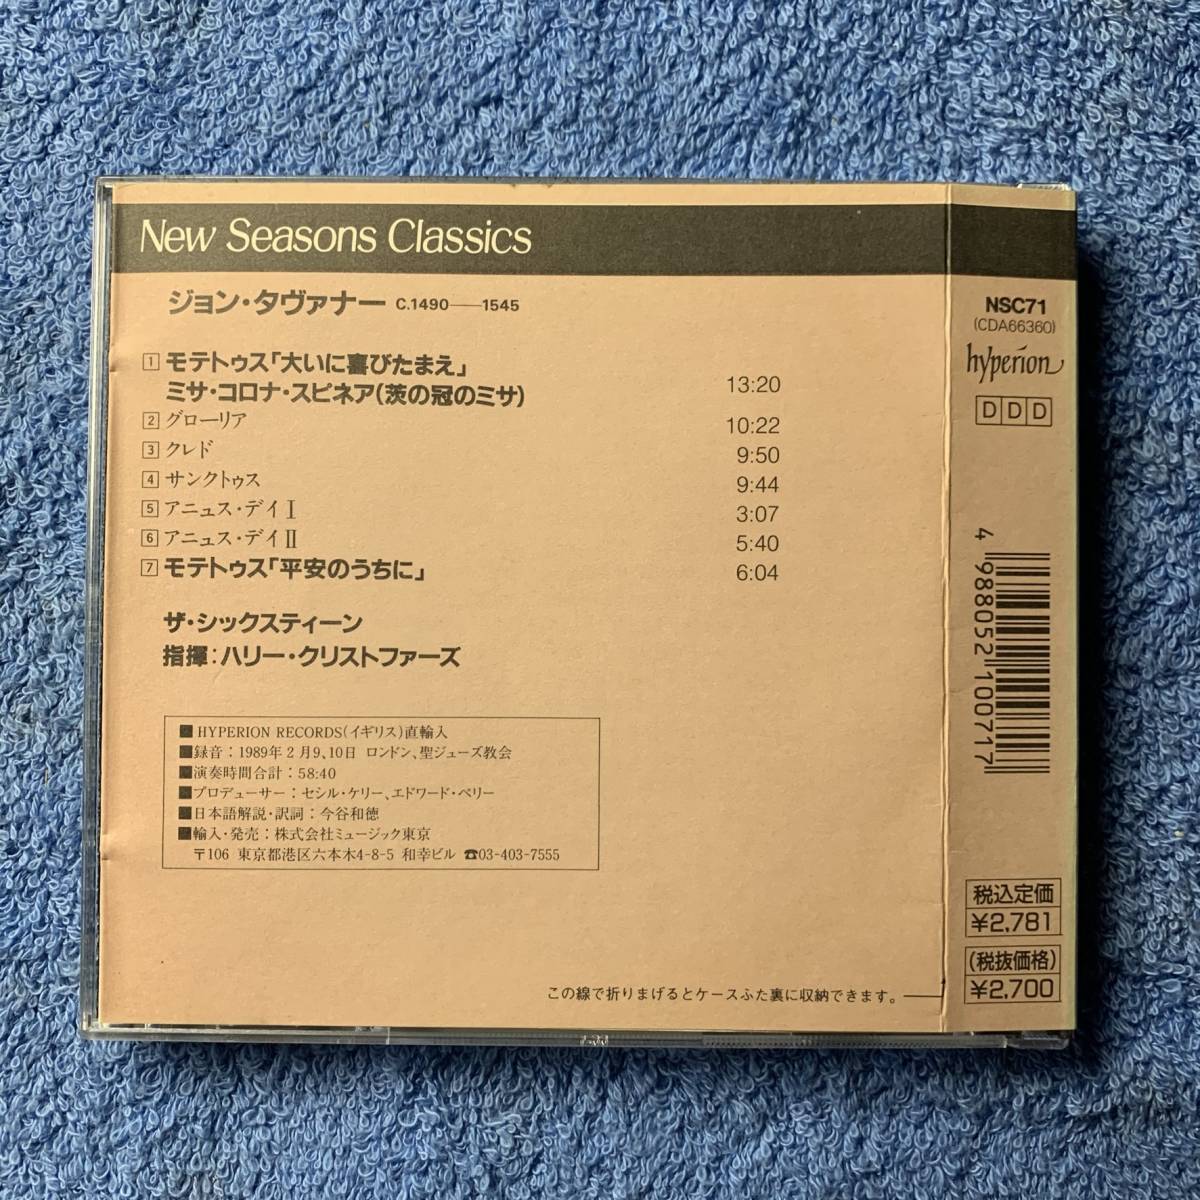 New Seasons Classics
ジョン・タヴァナー C.1490——1545
1 モテトゥス「大いに喜びたまえ」
ミサ・コロナ・スピネア(茨の冠のミサ) 13:20
2 グローリア 10:22
3 クレド 9:50
4 サンクトゥス 9:44
5 アニュス・デイⅠ 3:07
6 アニュス・デイⅡ 5:40
7 モテトゥス「平安のうちに」 6:04
ザ・シックスティーン
指揮:ハリー・クリストファーズ
■HYPERION RECORDS(イギリス)直輸入
■録音:1989年2月9、10日 ロンドン、聖ジューズ教会
■演奏時間合計:58:40
■プロデューサー:セシル・ケリー、エドワード・ペリー
■日本語解説・訳詞:今谷和徳
■輸入・発売:株式会社ミュージック東京
〒106 東京都港区六本木4-8-5 和幸ビル ☎03-403-7555
この線で折りまげるとケースふた裏に収納できます。
NSC71
(CDA66360)
hyperion
DDD
4 988052 100717
税込定価
¥2,781
(税抜価格)
¥2,700